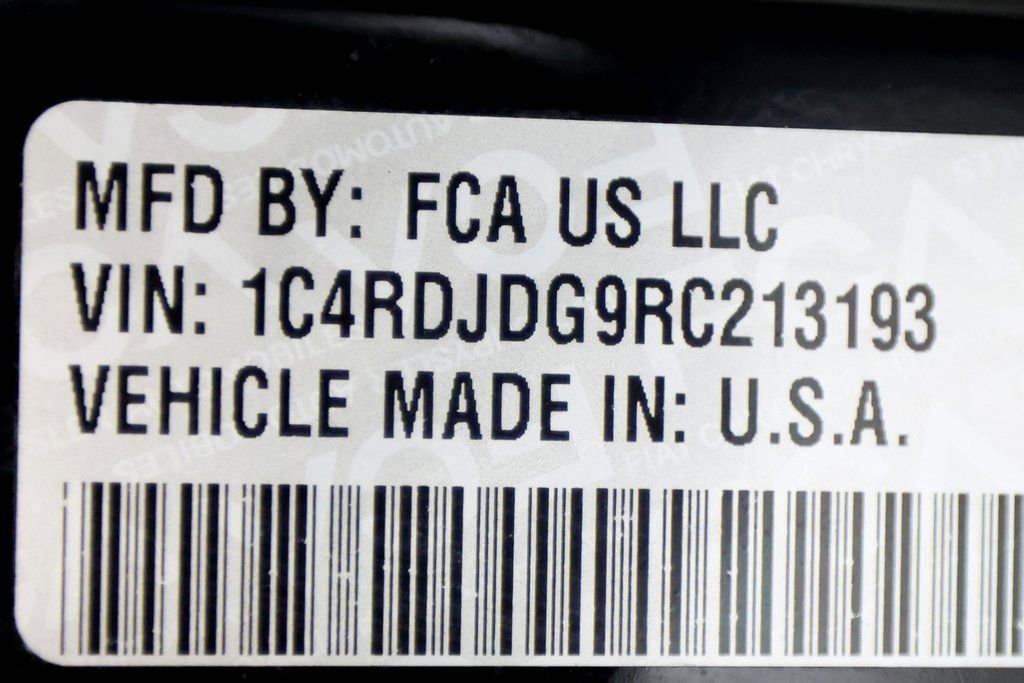 MFD BY: FCA US LLC
VIN: 1C4RDJDG9RC213193
VEHICLE MADE IN: U.S.A.